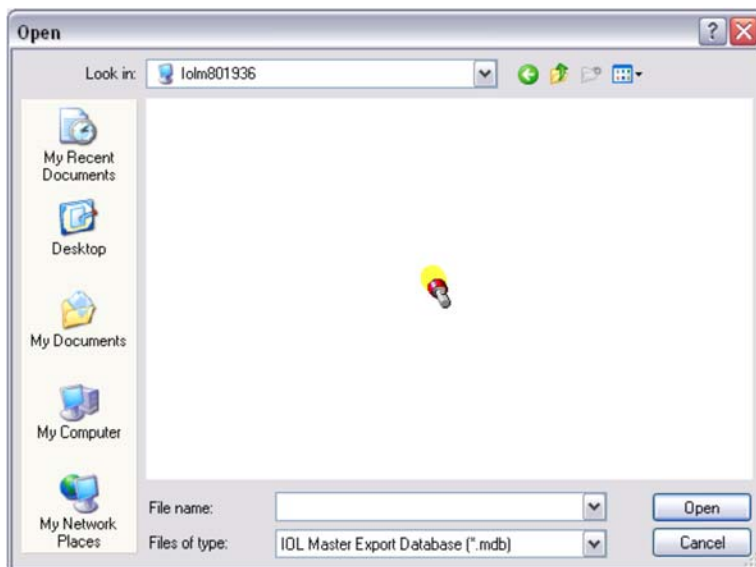 Open
Look in:
Iolm801936
My Recent
Documents
Desktop
My Documents
My Computer
My Network
Places
File name:
Open
Files of type:
IOL Master Export Database (*.mdb)
Cancel